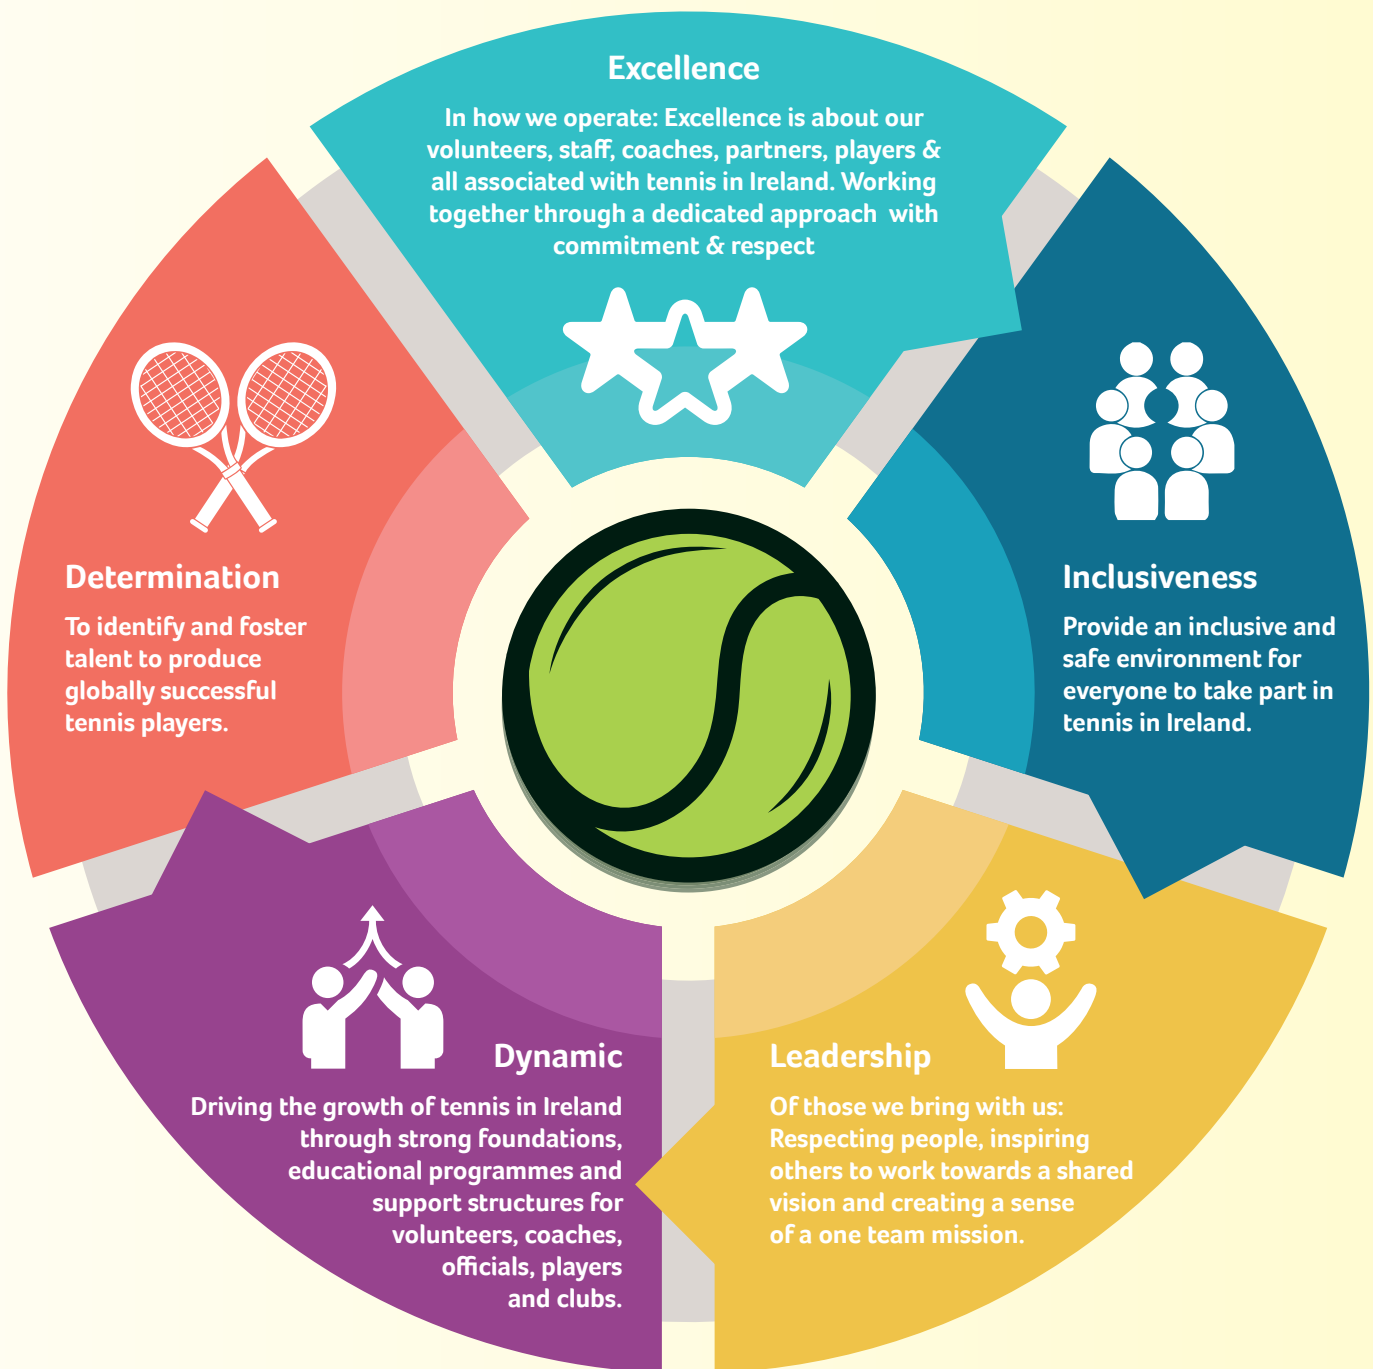 Excellence
In how we operate: Excellence is about our
volunteers, staff, coaches, partners, players &
all associated with tennis in Ireland. Working
together through a dedicated approach with
commitment & respect
Inclusiveness
Provide an inclusive and
safe environment for
everyone to take part in
tennis in Ireland.
Leadership
Of those we bring with us:
Respecting people, inspiring
others to work towards a shared
vision and creating a sense
of a one team mission.
Dynamic
Driving the growth of tennis in Ireland
through strong foundations,
educational programmes and
support structures for
volunteers, coaches,
officials, players
and clubs.
Determination
To identify and foster
talent to produce
globally successful
tennis players.